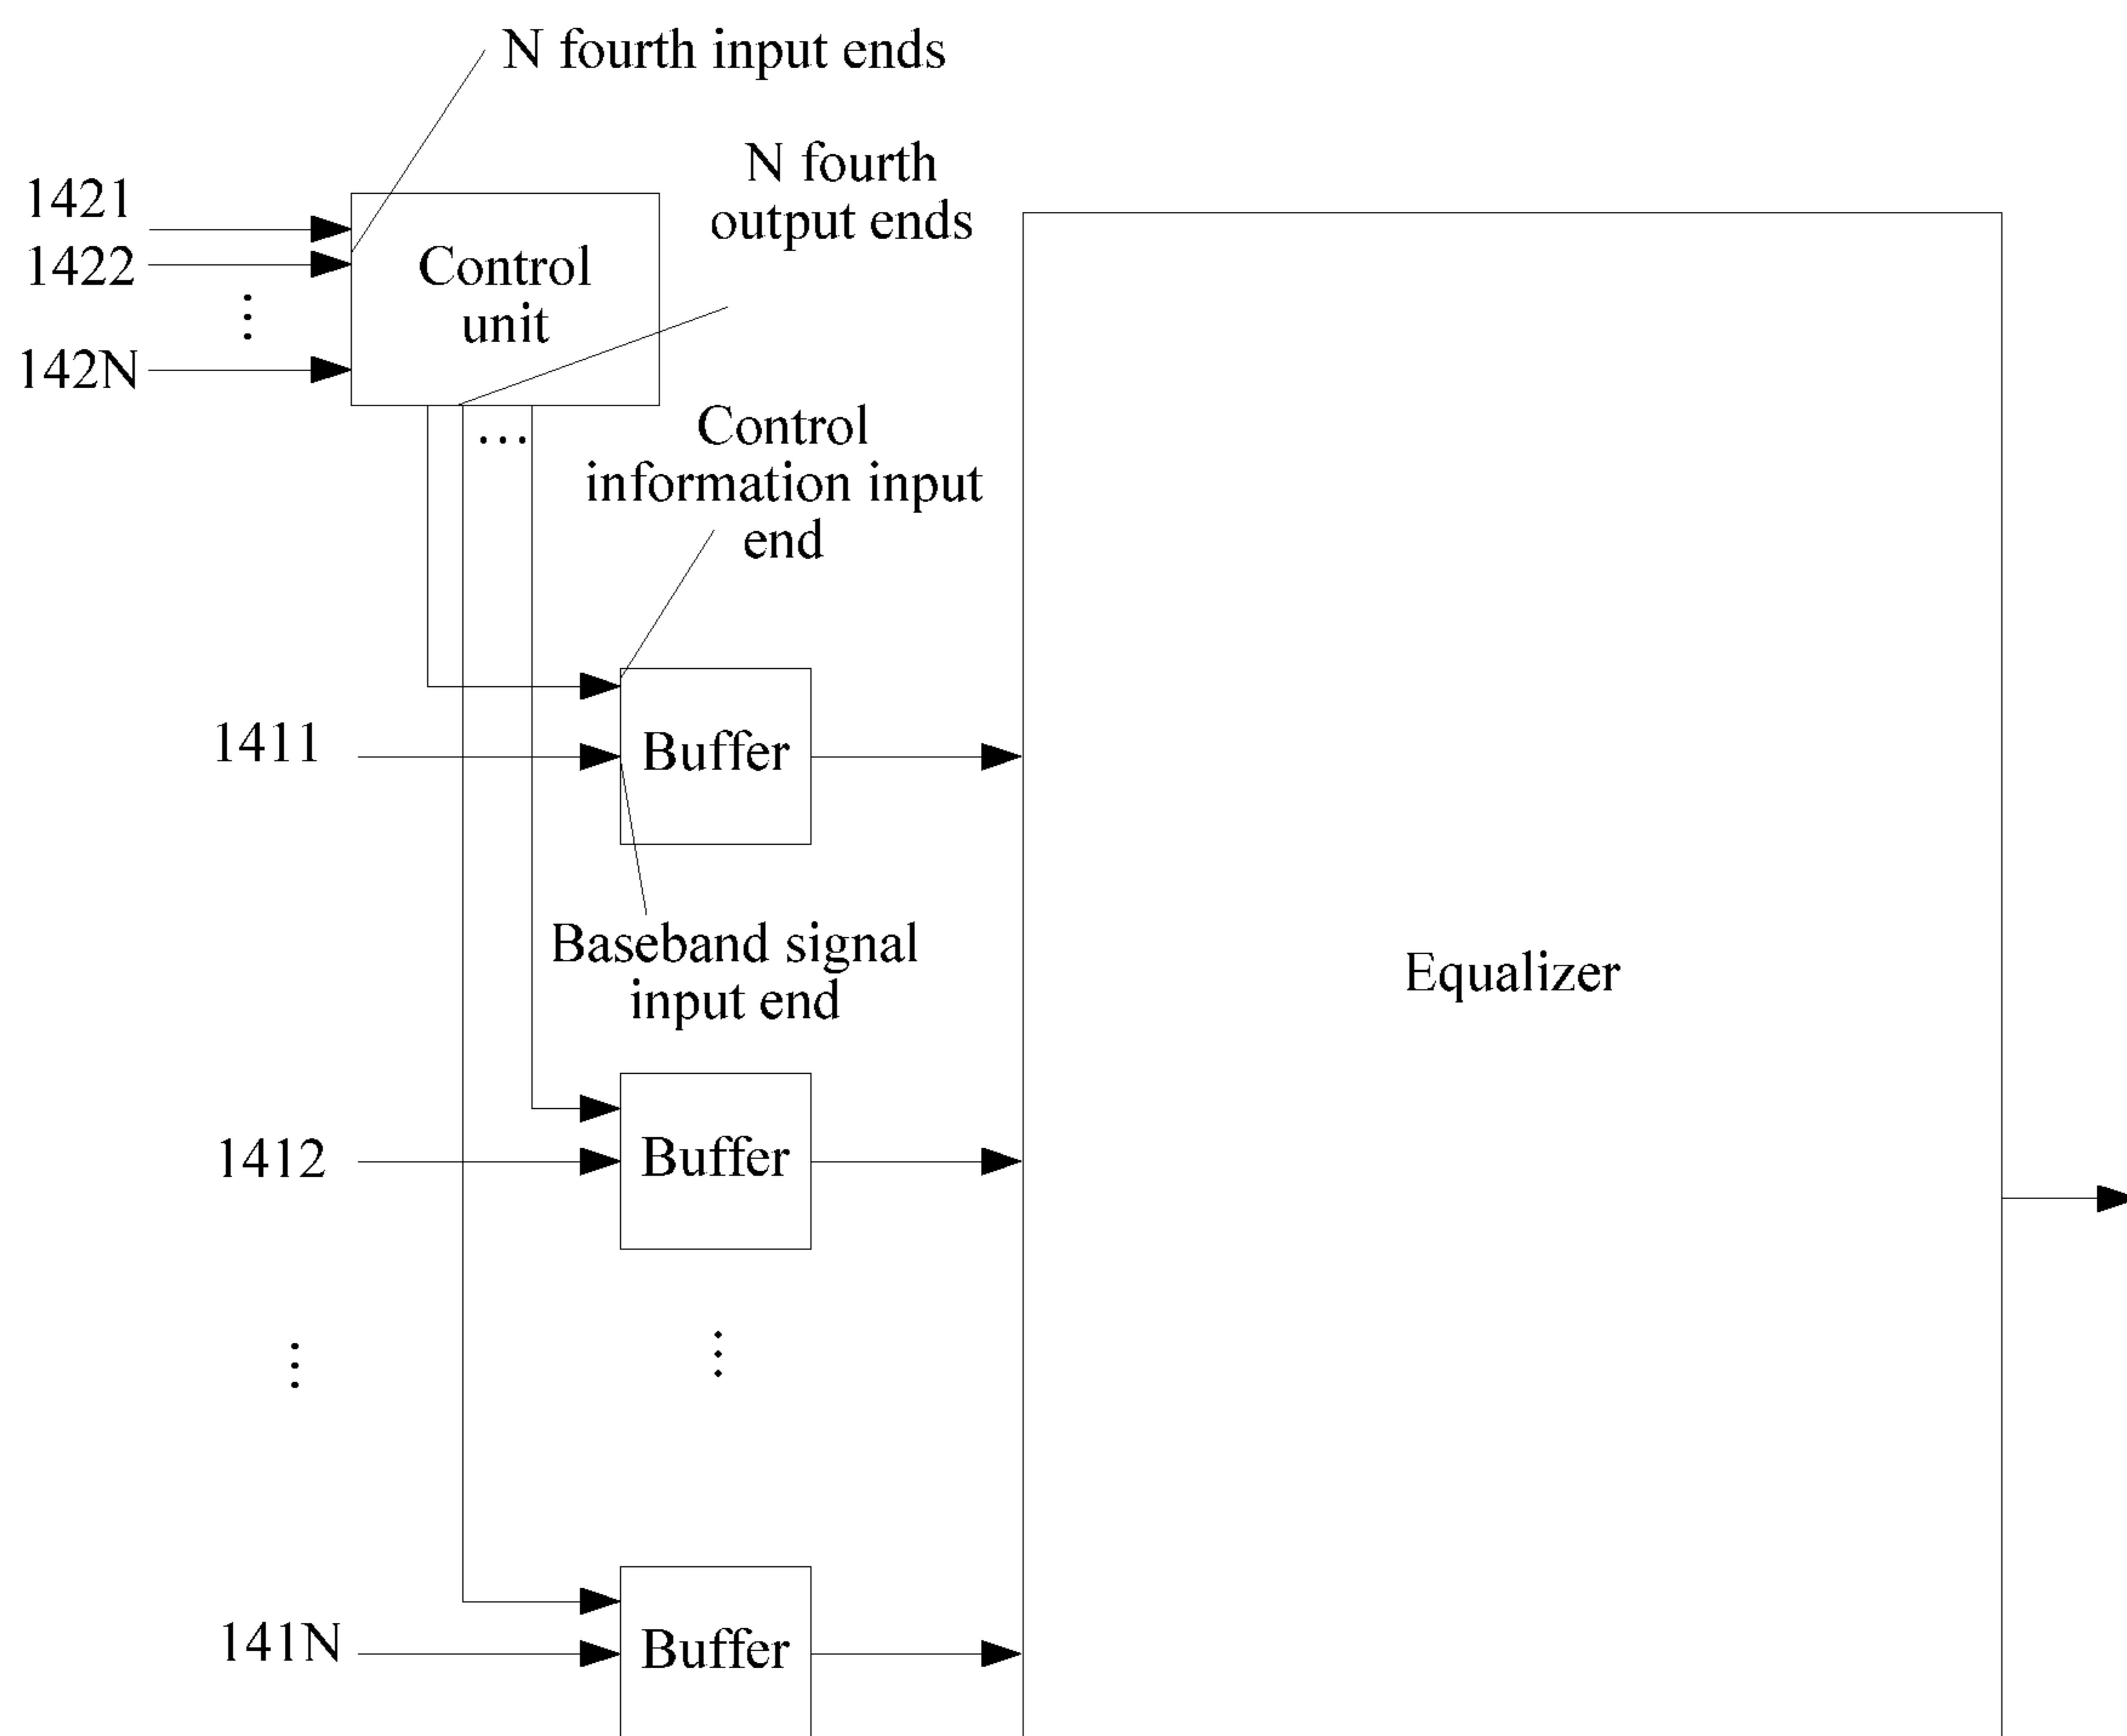 N fourth input ends
N fourth
output ends
1421
1422
142N
Control
unit
Control
information input
end
1411
Buffer
Baseband signal
input end
Equalizer
1412
Buffer
141N
Buffer